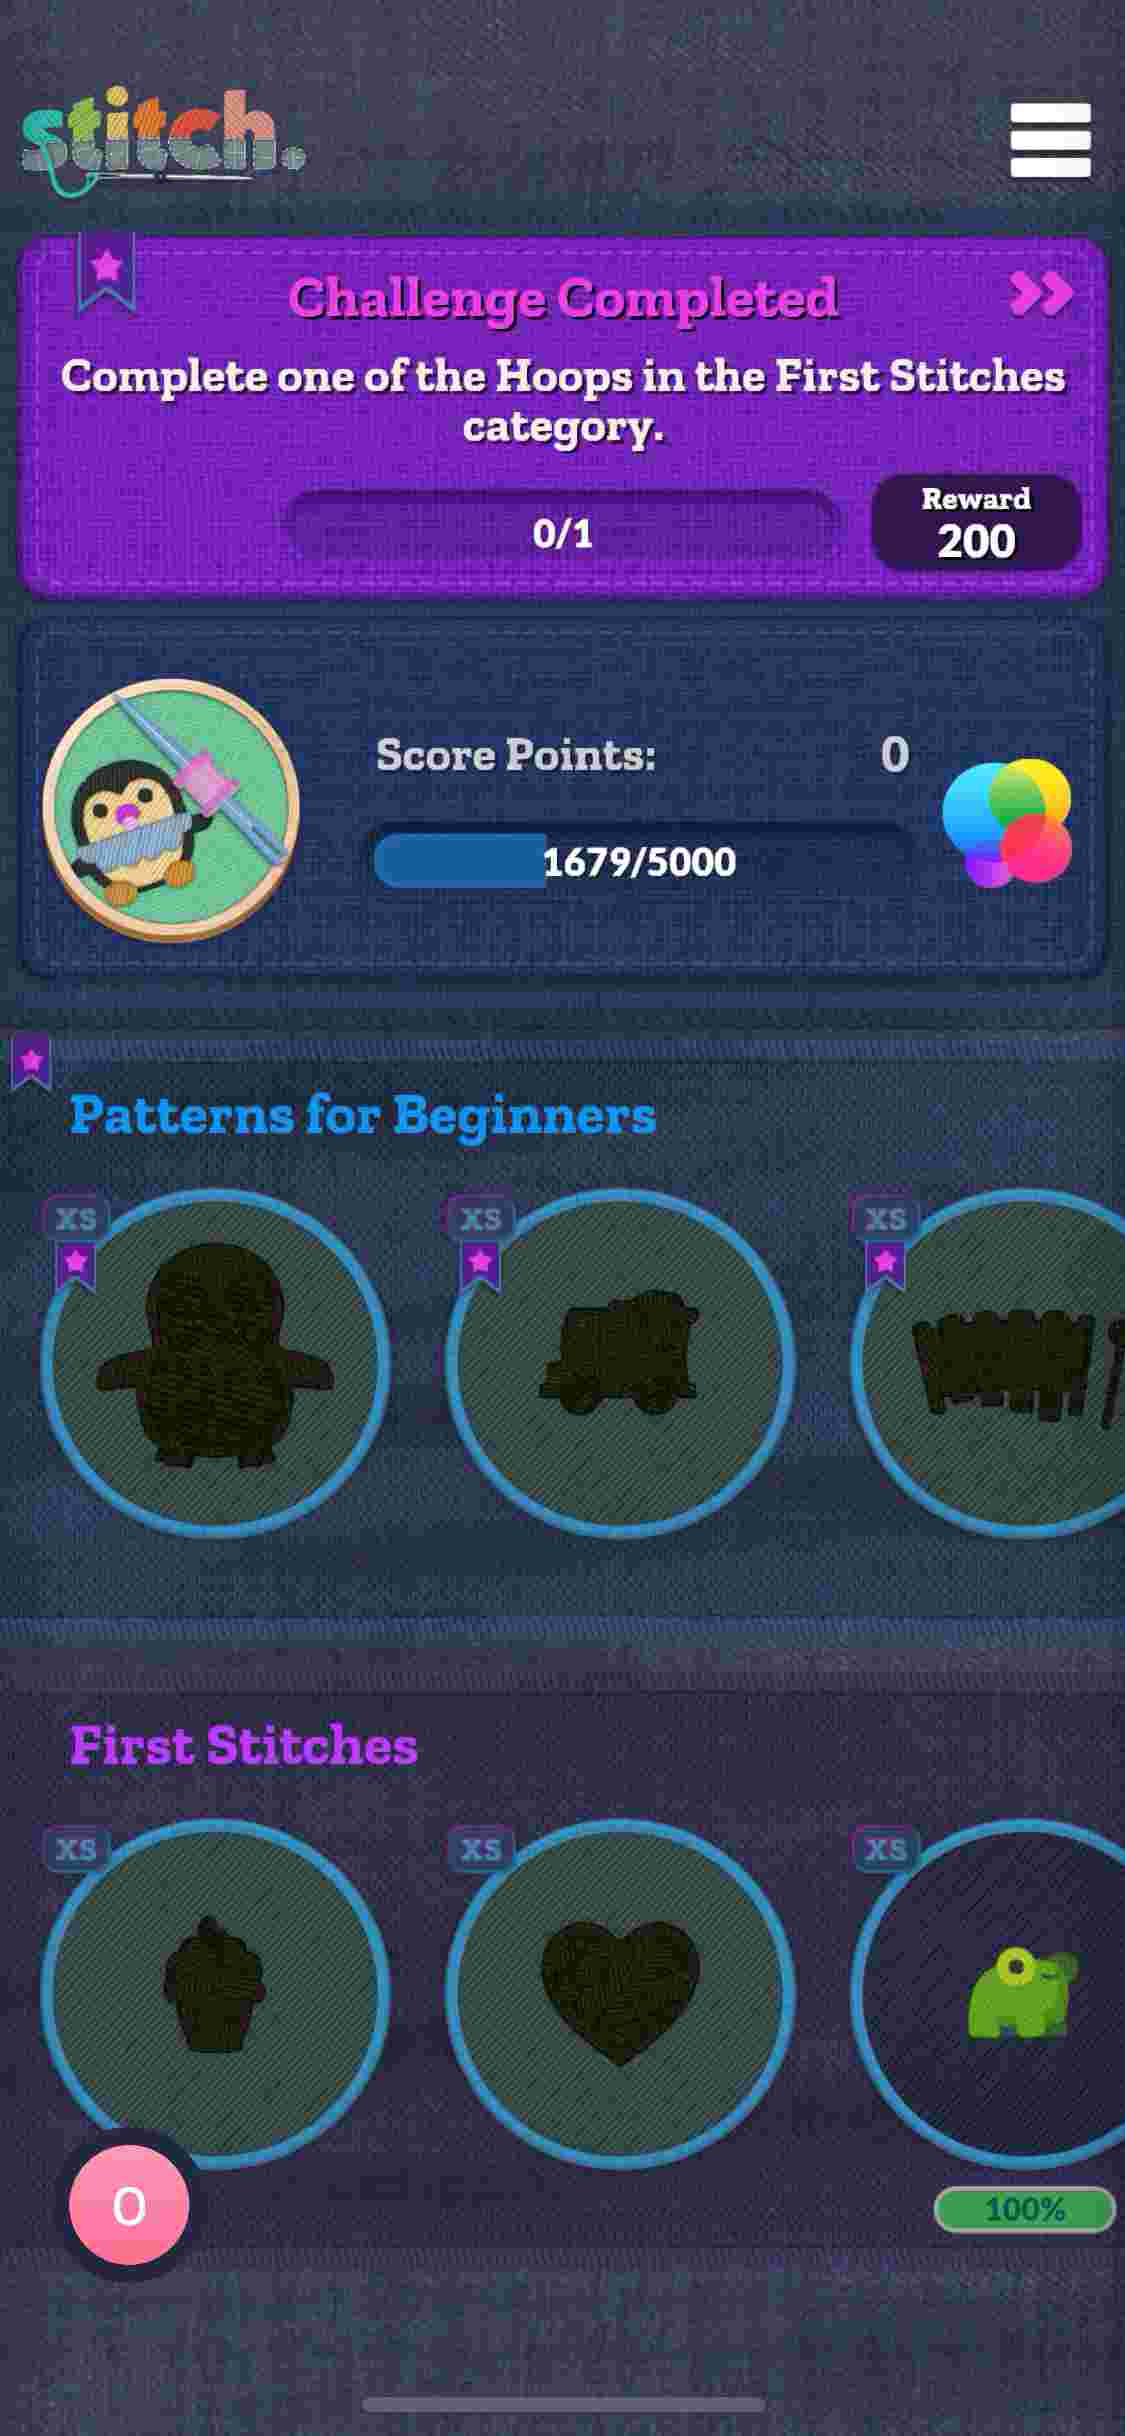 stitch.
Challenge Completed
Complete one of the Hoops in the First Stitches
category.
0/1
Reward
200
Score Points: 0
1679/5000
Patterns for Beginners
XS XS XS
First Stitches
XS XS XS
0
100%